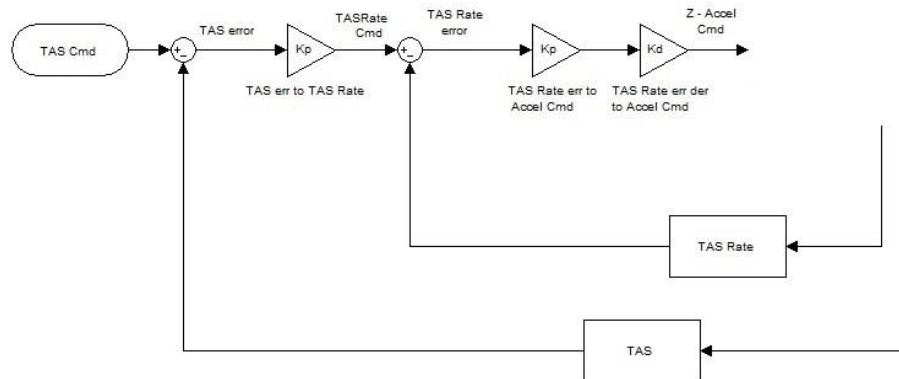 TAS Cmd
TAS error
Kp
TAS err to TAS Rate
TASRate
Cmd
TAS Rate
error
Kp
TAS Rate err to
Accel Cmd
Kd
TAS Rate err der
to Accel Cmd
Z - Accel
Cmd
TAS Rate
TAS